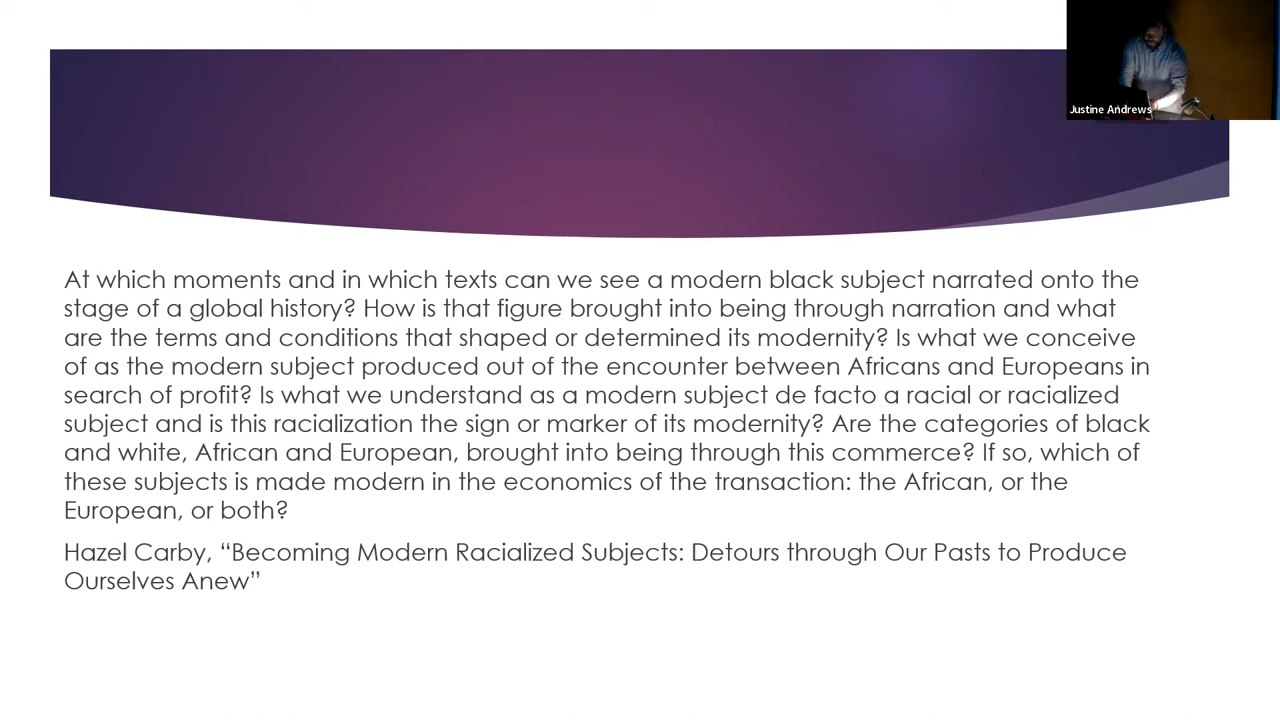 Justine Andrews
At which moments and in which texts can we see a modern black subject narrated onto the
stage of a global history? How is that figure brought into being through narration and what
are the terms and conditions that shaped or determined its modernity? Is what we conceive
of as the modern subject produced out of the encounter between Africans and Europeans in
search of profit? Is what we understand as a modern subject de facto a racial or racialized
subject and is this racialization the sign or marker of its modernity? Are the categories of black
and white, African and European, brought into being through this commerce? If so, which of
these subjects is made modern in the economics of the transaction: the African, or the
European, or both?
Hazel Carby, “Becoming Modern Racialized Subjects: Detours through Our Pasts to Produce
Ourselves Anew”